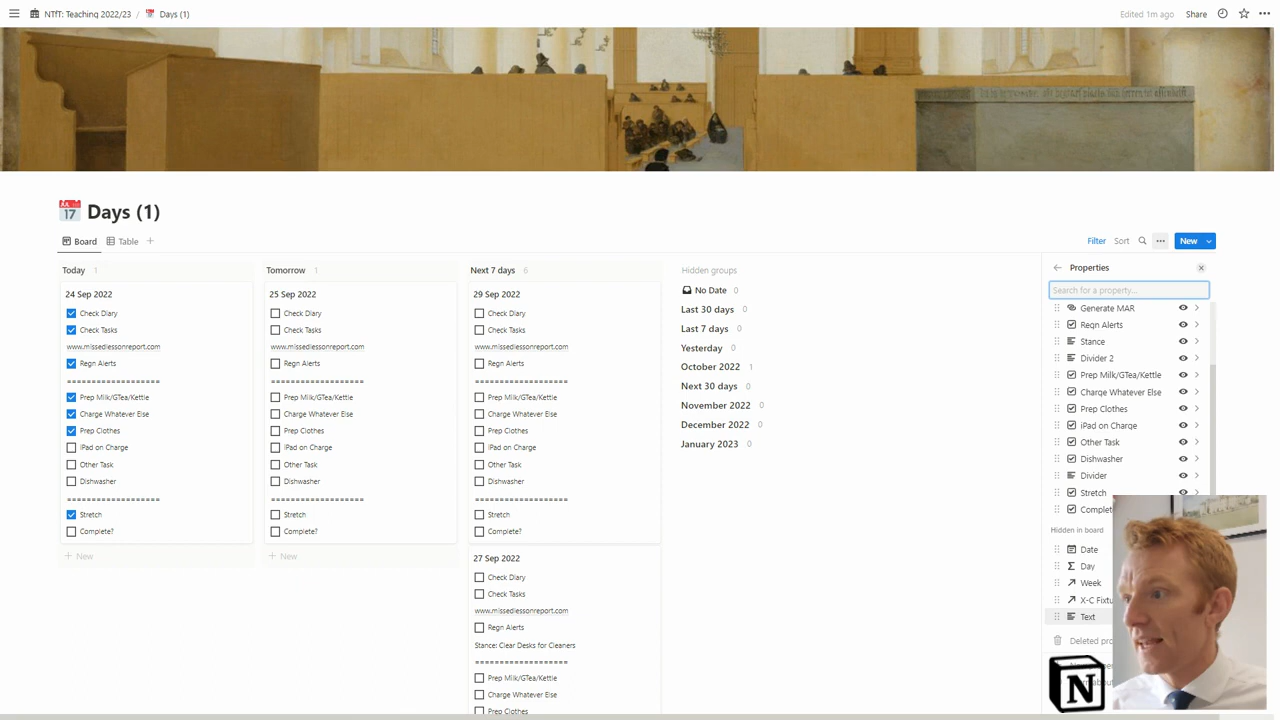 NTfT: Teaching 2022/23 / Days (1)
Edited 1m ago Share
Days (1)
Board Table
Filter Sort New
Today 1
24 Sep 2022
Check Diary
Check Tasks
www.missedlessonreport.com
Regn Alerts
===================
Prep Milk/GTea/Kettle
Charge Whatever Else
Prep Clothes
iPad on Charge
Other Task
Dishwasher
===================
Stretch
Complete?
+ New
Tomorrow 1
25 Sep 2022
Check Diary
Check Tasks
www.missedlessonreport.com
Regn Alerts
===================
Prep Milk/GTea/Kettle
Charge Whatever Else
Prep Clothes
iPad on Charge
Other Task
Dishwasher
===================
Stretch
Complete?
+ New
Next 7 days 6
29 Sep 2022
Check Diary
Check Tasks
www.missedlessonreport.com
Regn Alerts
===================
Prep Milk/GTea/Kettle
Charge Whatever Else
Prep Clothes
iPad on Charge
Other Task
Dishwasher
===================
Stretch
Complete?
27 Sep 2022
Check Diary
Check Tasks
www.missedlessonreport.com
Regn Alerts
Stance: Clear Desks for Cleaners
===================
Prep Milk/GTea/Kettle
Charge Whatever Else
Prep Clothes
Hidden groups
No Date 0
Last 30 days 0
Last 7 days 0
Yesterday 0
October 2022 1
Next 30 days 0
November 2022 0
December 2022 0
January 2023 0
Properties
Search for a property...
Generate MAR
Regn Alerts
Stance
Divider 2
Prep Milk/GTea/Kettle
Charge Whatever Else
Prep Clothes
iPad on Charge
Other Task
Dishwasher
Divider
Stretch
Hidden in board
Date
Day
Week
Text
Deleted
N